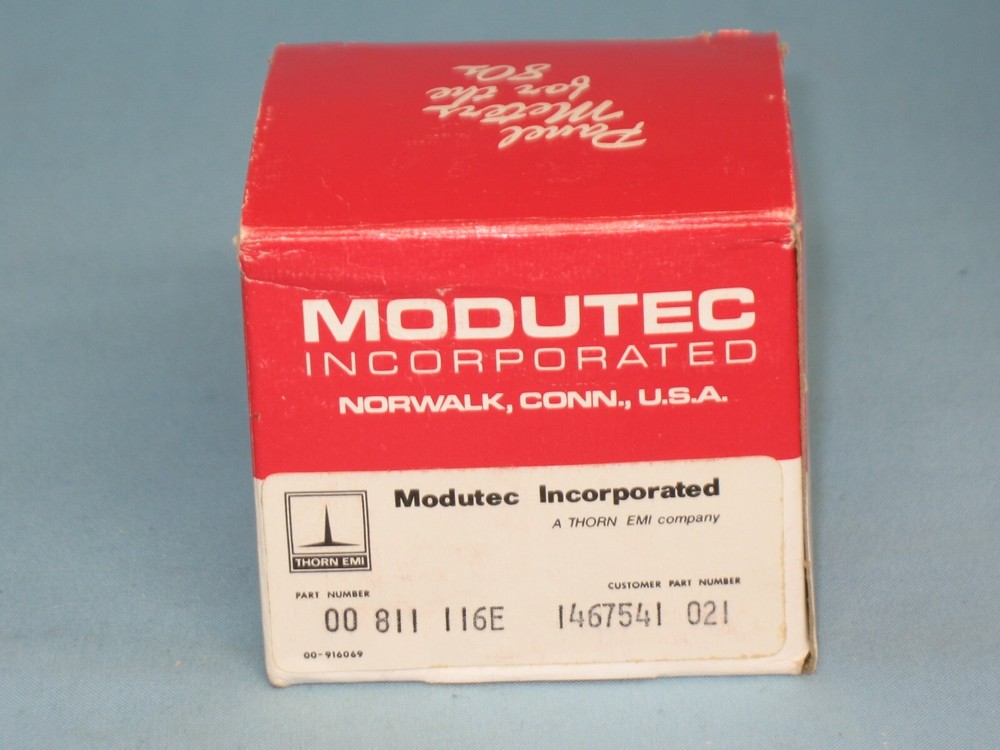 Panel
Meters
for the
80s
MODUTEC
INCORPORATED
NORWALK, CONN., U.S.A.
Modutec Incorporated
A THORN EMI company
THORN EMI
PART NUMBER
CUSTOMER PART NUMBER
00 811 116E
1467541 021
00-916069